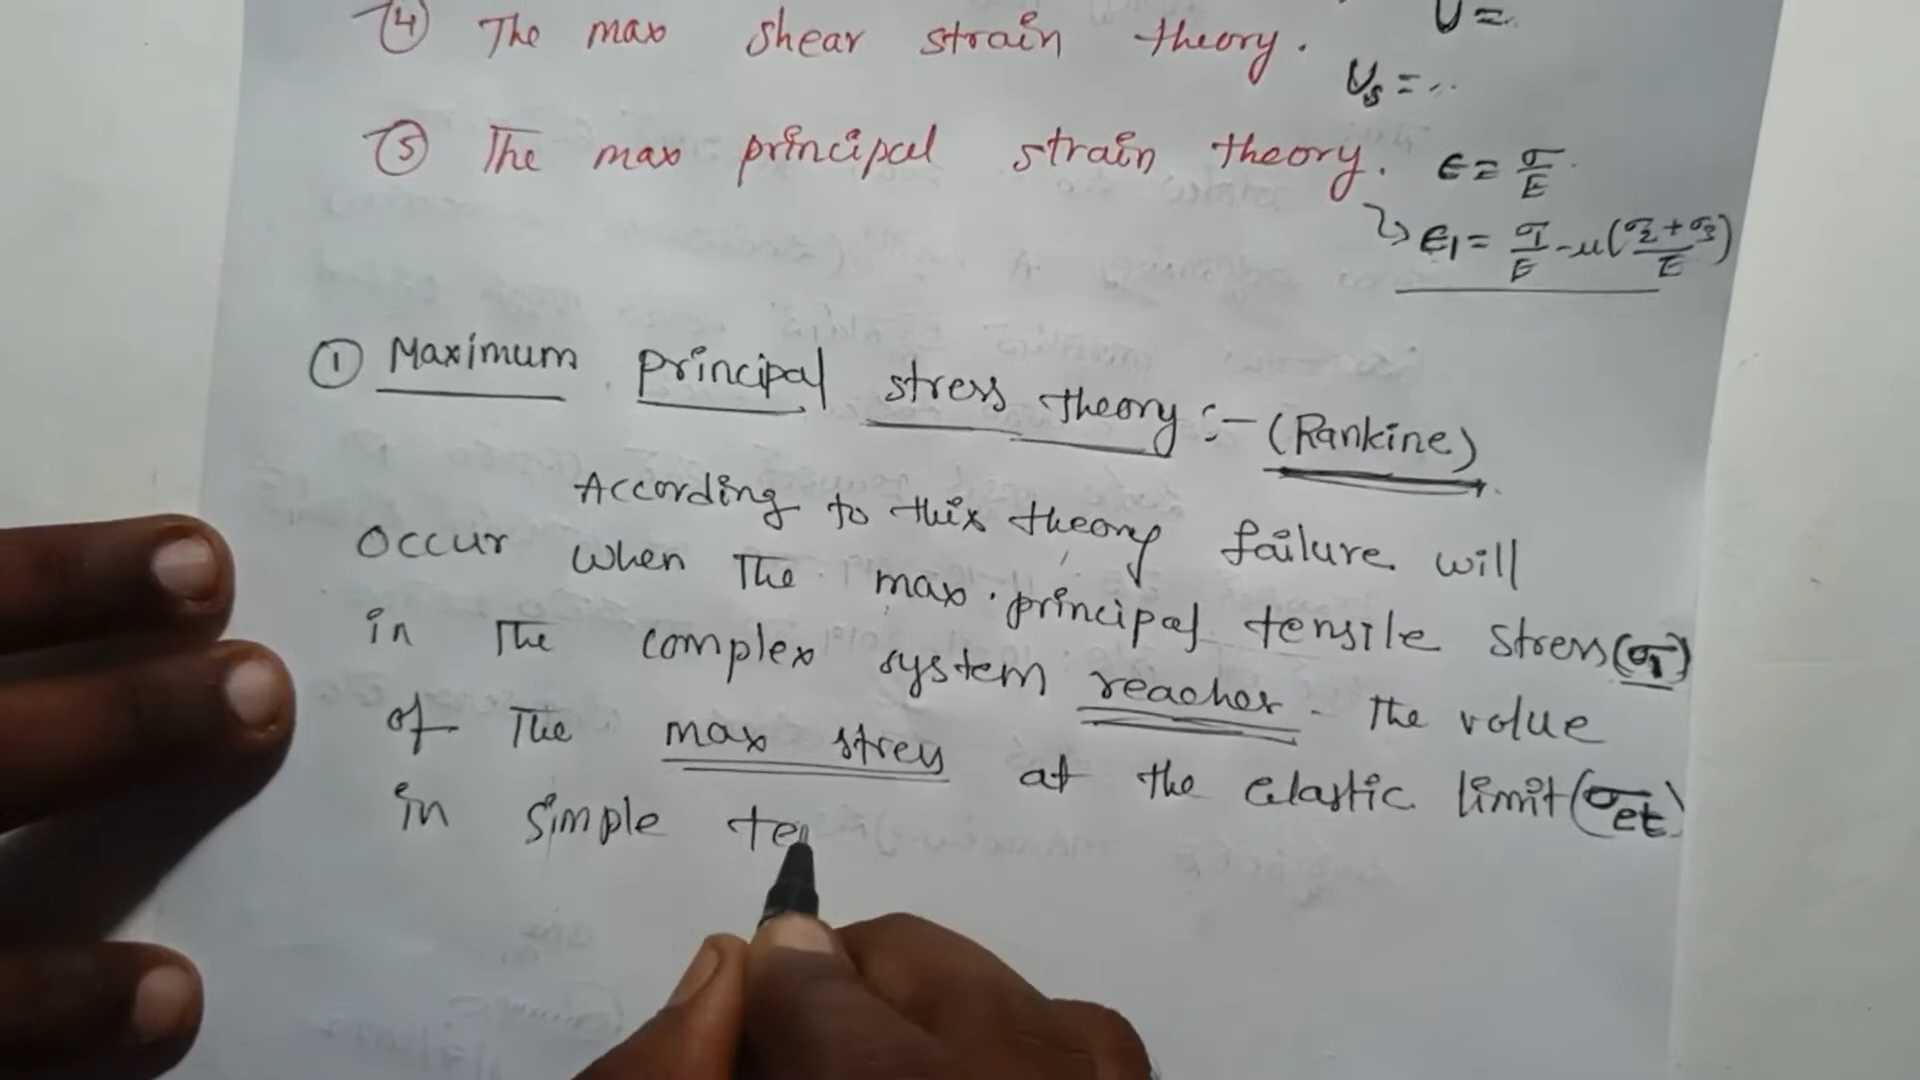 U =
④ The max shear strain theory.
Us = ..
⑤ The max principal strain theory. ε = σ/E
ε1 = σ1/E - μ(σ2+σ3/E)
① Maximum principal stress theory :- (Rankine)
According to this theory failure will
occur when The max. principal tensile stress (σ1)
in The complex system reaches The value
of The max stress at the elastic limit (σet)
in simple te